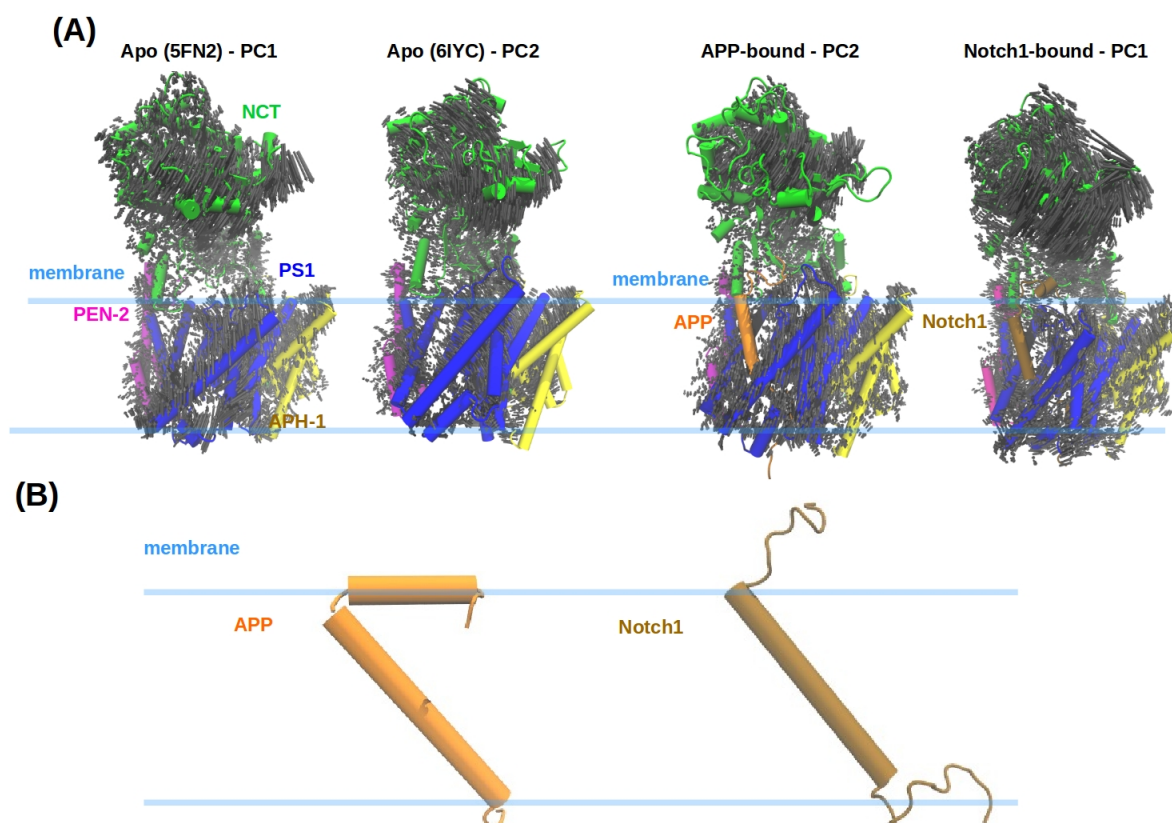 (A)
Apo (5FN2) - PC1
Apo (6IYC) - PC2
APP-bound - PC2
Notch1-bound - PC1
NCT
membrane
PS1
PEN-2
APH-1
membrane
APP
Notch1
(B)
membrane
APP
Notch1